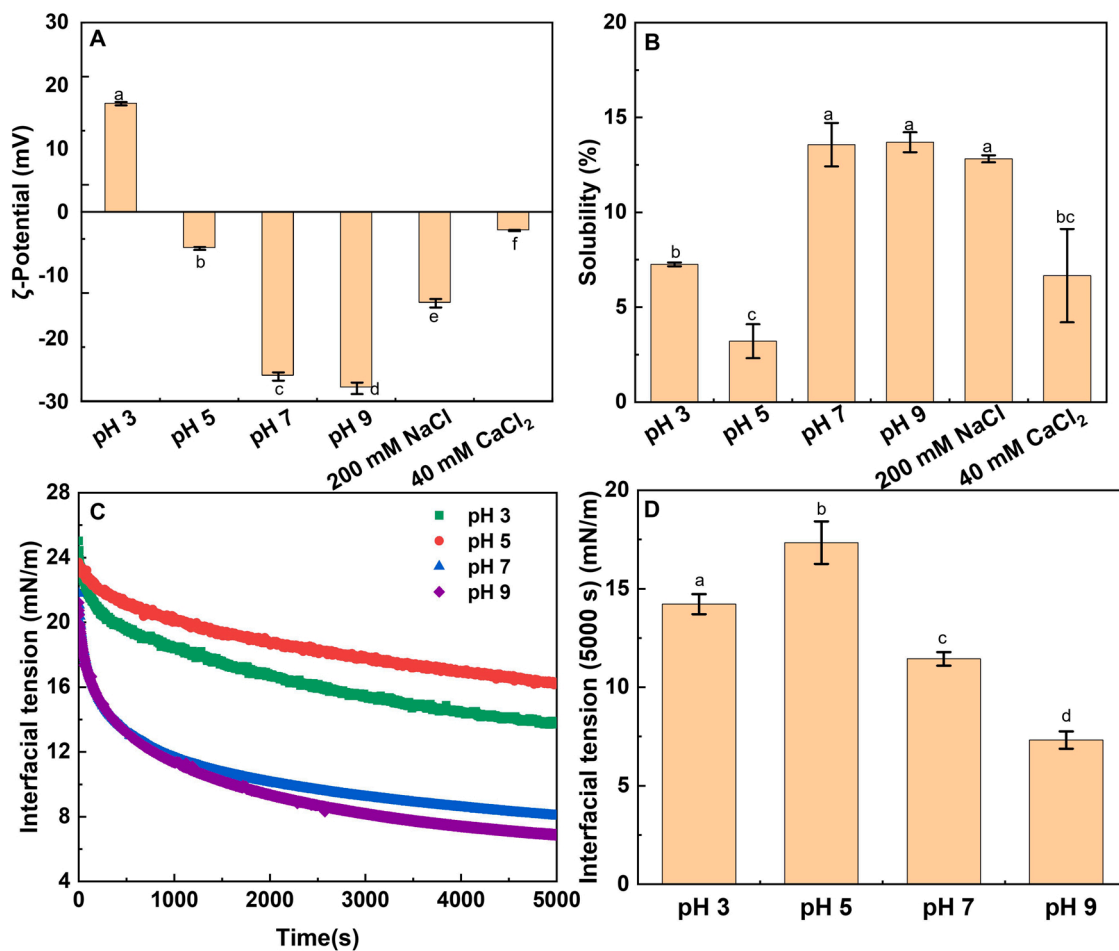 A
ζ-Potential (mV)
30
20
10
0
-10
-20
-30
a
b
c
d
e
f
pH 3
pH 5
pH 7
pH 9
200 mM NaCl
40 mM CaCl₂
B
Solubility (%)
20
15
10
5
0
b
c
a
a
a
bc
pH 3
pH 5
pH 7
pH 9
200 mM NaCl
40 mM CaCl₂
C
Interfacial tension (mN/m)
28
24
20
16
12
8
4
pH 3
pH 5
pH 7
pH 9
0
1000
2000
3000
4000
5000
Time(s)
D
Interfacial tension (5000 s) (mN/m)
20
15
10
5
0
a
b
c
d
pH 3
pH 5
pH 7
pH 9